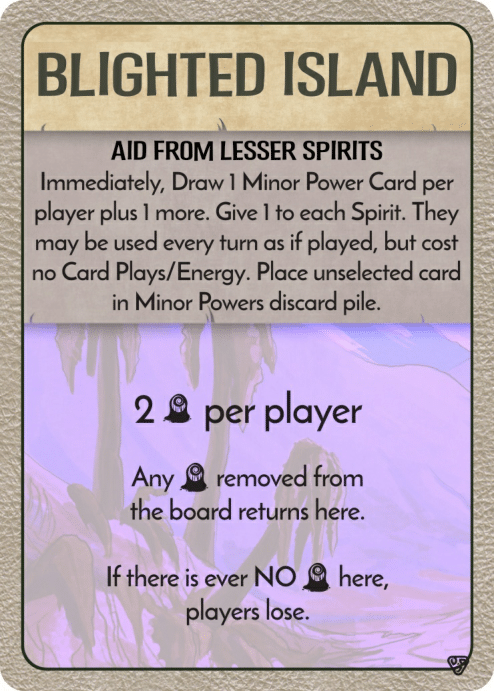 BLIGHTED ISLAND
AID FROM LESSER SPIRITS
Immediately, Draw 1 Minor Power Card per
player plus 1 more. Give 1 to each Spirit. They
may be used every turn as if played, but cost
no Card Plays/Energy. Place unselected card
in Minor Powers discard pile.
2 per player
Any removed from
the board returns here.
If there is ever NO here,
players lose.